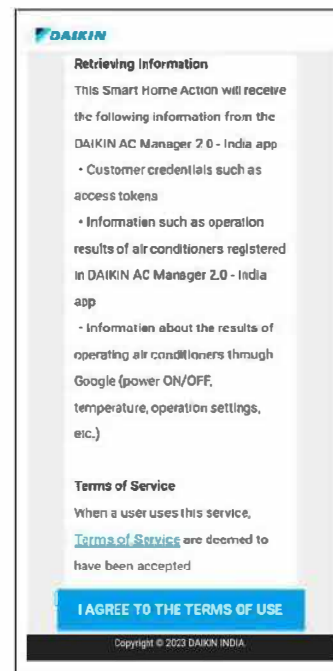 DAIKIN
Retrieving Information
This Smart Home Action will receive
the following information from the
DAIKIN AC Manager 2.0 - India app
・Customer credentials such as
access tokens
・Information such as operation
results of air conditioners registered
in DAIKIN AC Manager 2.0 - India
app
・Information about the results of
operating air conditioners through
Google (power ON/OFF,
temperature, operation settings,
etc.)
Terms of Service
When a user uses this service,
Terms of Service are deemed to
have been accepted
I AGREE TO THE TERMS OF USE
Copyright © 2023 DAIKIN INDIA